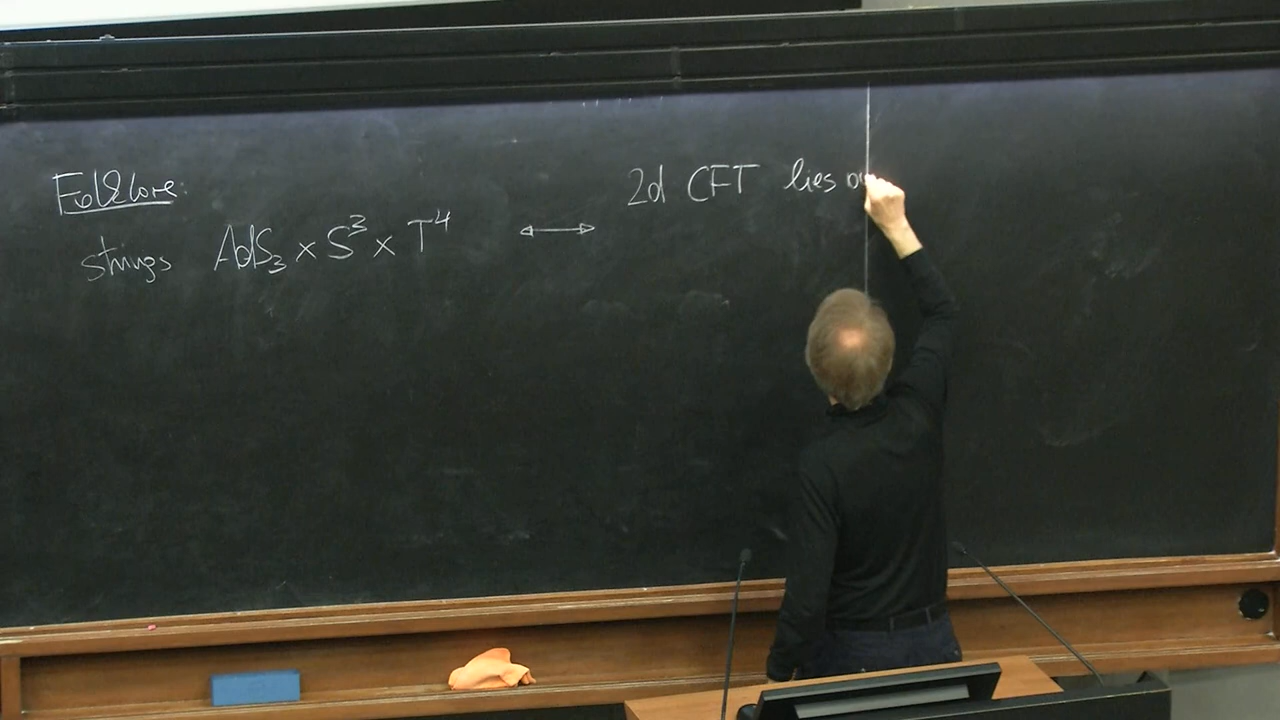 Folklore:
strings AdS₃ × S³ × T⁴ ⟷ 2d CFT lies